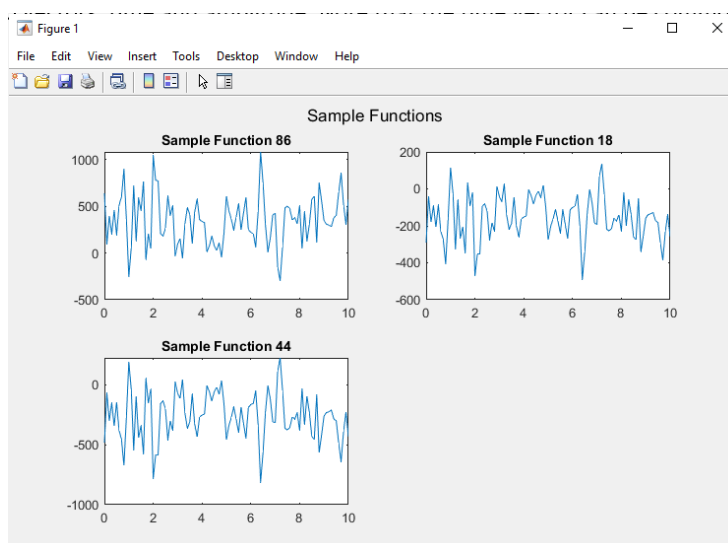 Figure 1
File Edit View Insert Tools Desktop Window Help
Sample Functions
Sample Function 86
1000
500
0
-500
0 2 4 6 8 10
Sample Function 18
200
0
-200
-400
-600
0 2 4 6 8 10
Sample Function 44
0
-500
-1000
0 2 4 6 8 10